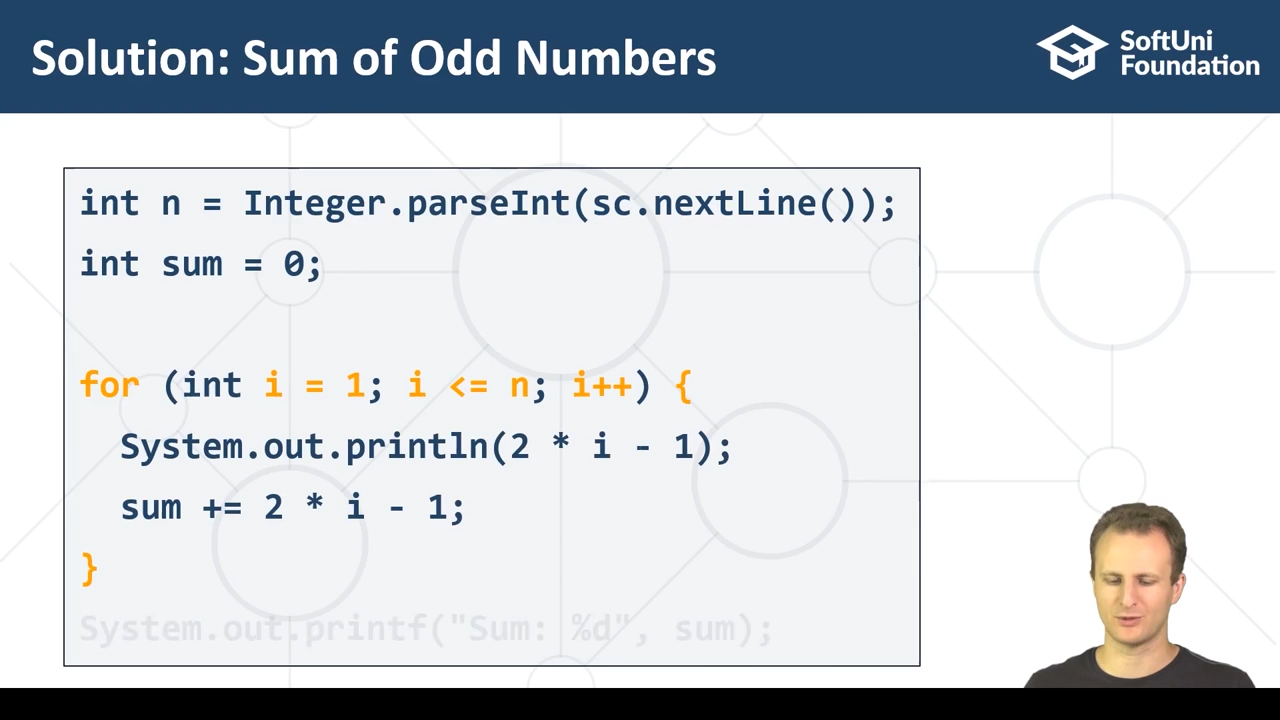 Solution: Sum of Odd Numbers
SoftUni
Foundation
int n = Integer.parseInt(sc.nextLine());
int sum = 0;
for (int i = 1; i <= n; i++) {
System.out.println(2 * i - 1);
sum += 2 * i - 1;
}
System.out.printf("Sum: %d", sum);